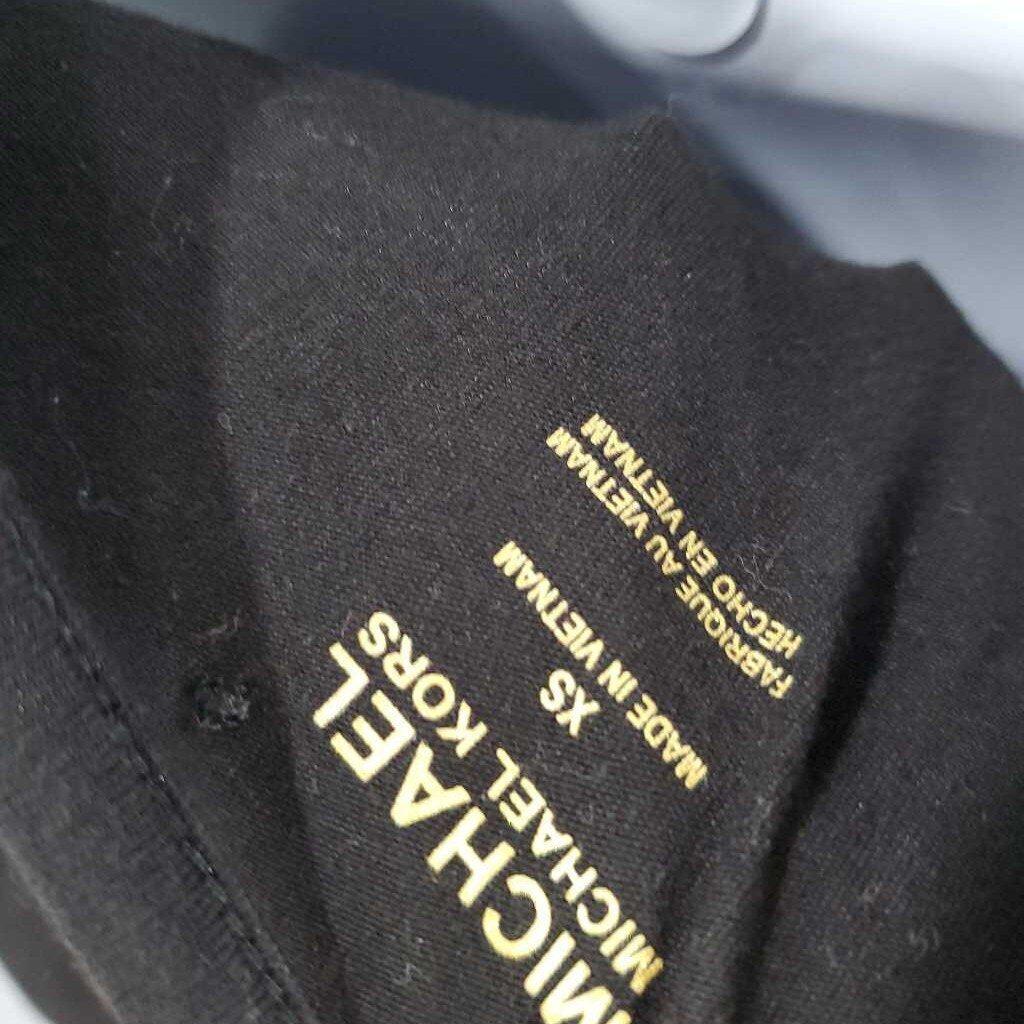 MICHAEL
MICHAEL KORS
XS
MADE IN VIETNAM
FABRIQUE AU VIETNAM
HECHO EN VIETNAM